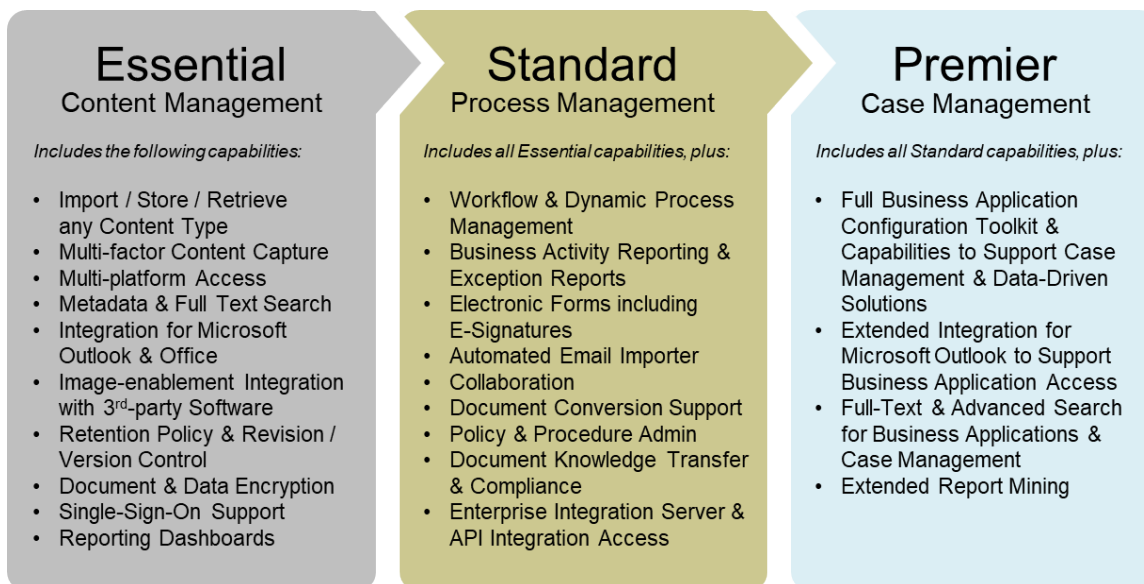 Essential
Content Management
Includes the following capabilities:
• Import / Store / Retrieve
any Content Type
• Multi-factor Content Capture
• Multi-platform Access
• Metadata & Full Text Search
• Integration for Microsoft
Outlook & Office
• Image-enablement Integration
with 3rd-party Software
• Retention Policy & Revision /
Version Control
• Document & Data Encryption
• Single-Sign-On Support
• Reporting Dashboards
Standard
Process Management
Includes all Essential capabilities, plus:
• Workflow & Dynamic Process
Management
• Business Activity Reporting &
Exception Reports
• Electronic Forms including
E-Signatures
• Automated Email Importer
• Collaboration
• Document Conversion Support
• Policy & Procedure Admin
• Document Knowledge Transfer
& Compliance
• Enterprise Integration Server &
API Integration Access
Premier
Case Management
Includes all Standard capabilities, plus:
• Full Business Application
Configuration Toolkit &
Capabilities to Support Case
Management & Data-Driven
Solutions
• Extended Integration for
Microsoft Outlook to Support
Business Application Access
• Full-Text & Advanced Search
for Business Applications &
Case Management
• Extended Report Mining